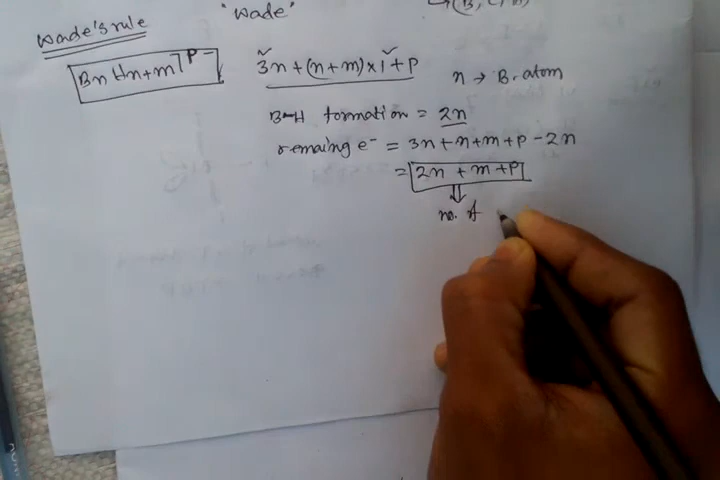 "Wade"
Wade's rule
BnHn+m]P-
3n+(n+m)×1+p
n → B. atom
B-H formation = 2n
remaing e- = 3n+n+m+p-2n
= 2n + m+p
no. of